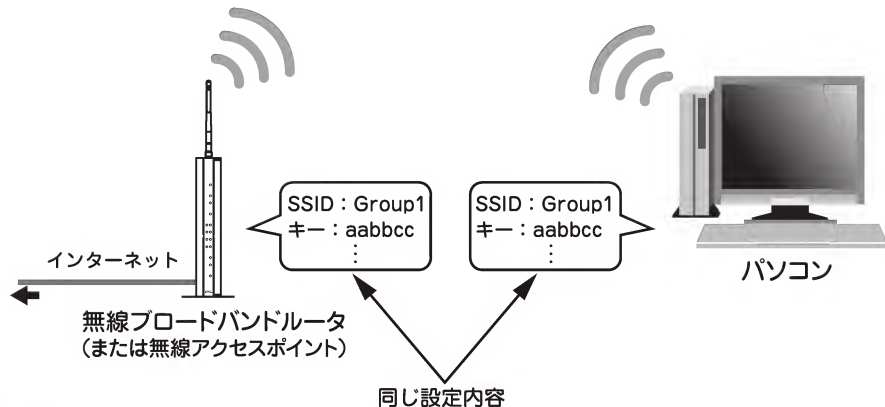 SSID：Group1
キー：aabbcc
⋮
SSID：Group1
キー：aabbcc
⋮
インターネット
パソコン
無線ブロードバンドルータ
（または無線アクセスポイント）
同じ設定内容